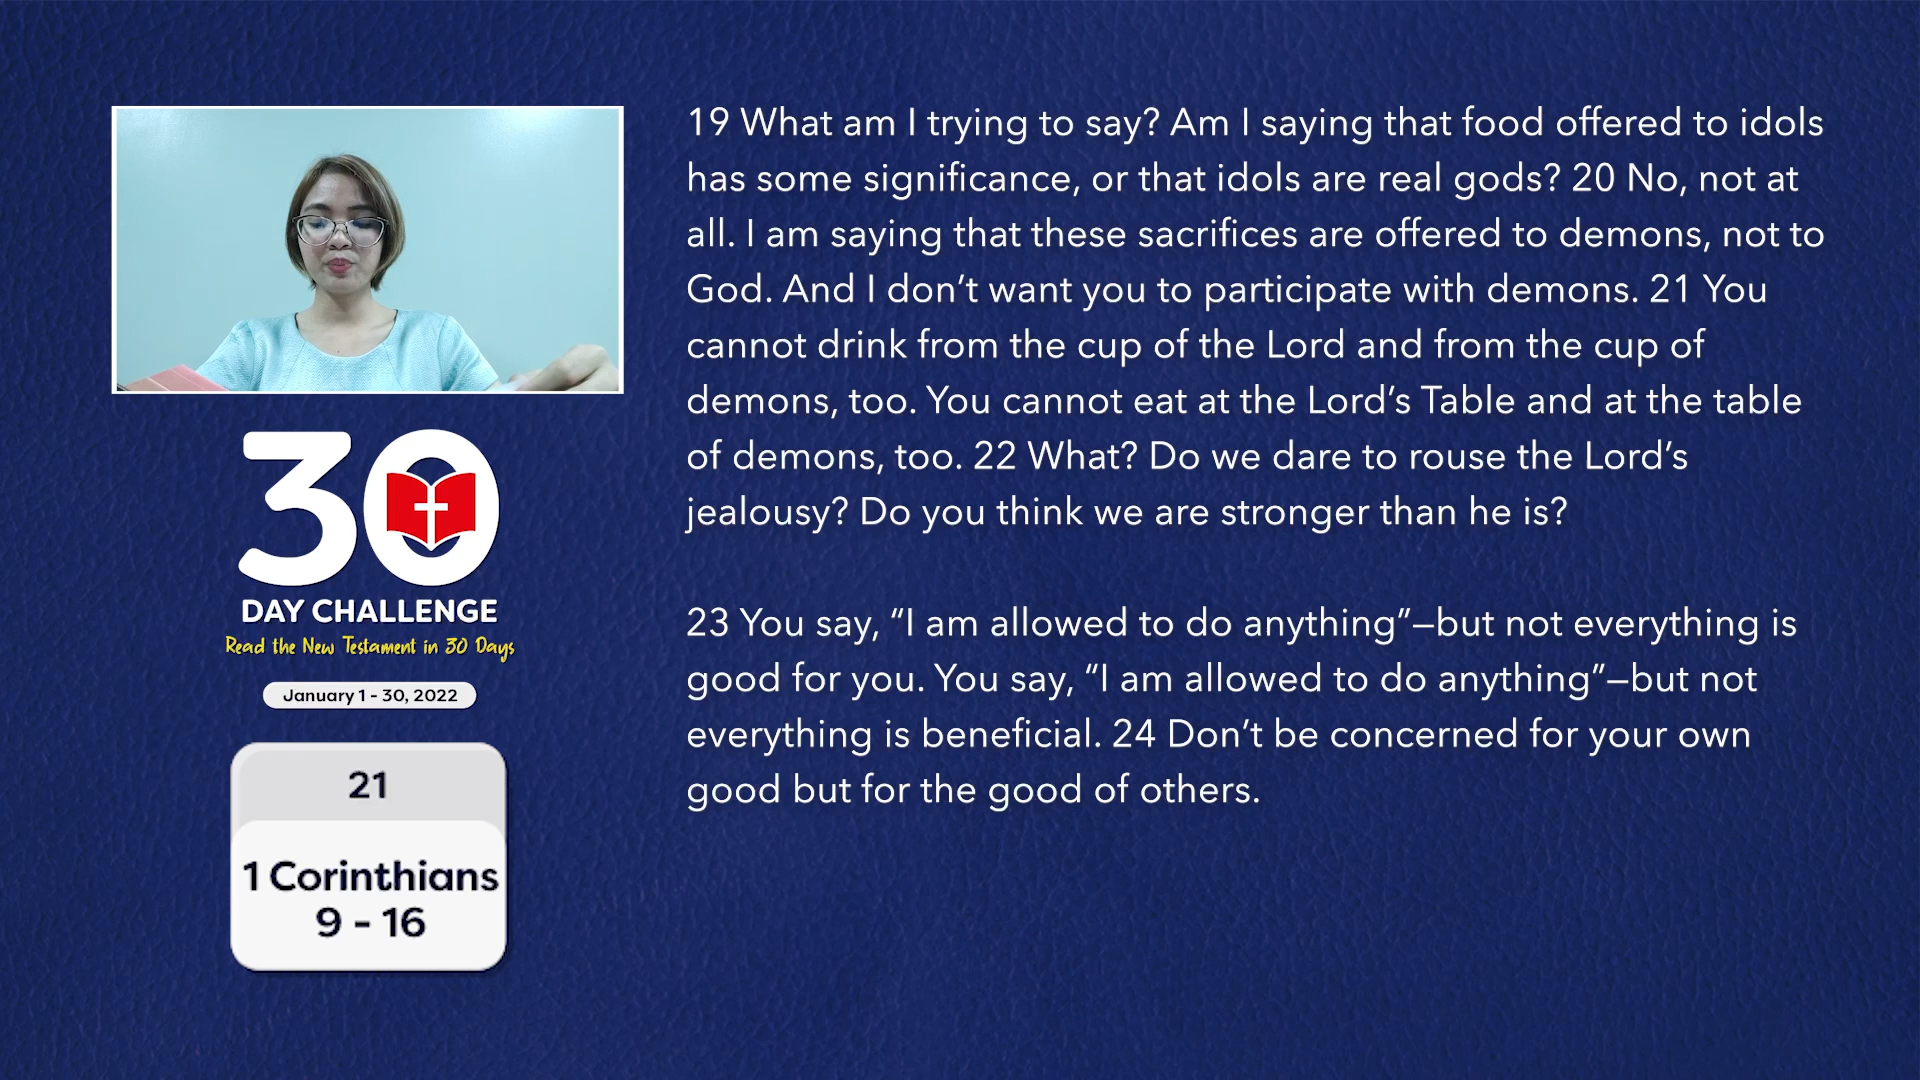 19 What am I trying to say? Am I saying that food offered to idols
has some significance, or that idols are real gods? 20 No, not at
all. I am saying that these sacrifices are offered to demons, not to
God. And I don’t want you to participate with demons. 21 You
cannot drink from the cup of the Lord and from the cup of
demons, too. You cannot eat at the Lord’s Table and at the table
of demons, too. 22 What? Do we dare to rouse the Lord’s
jealousy? Do you think we are stronger than he is?
23 You say, “I am allowed to do anything”—but not everything is
good for you. You say, “I am allowed to do anything”—but not
everything is beneficial. 24 Don’t be concerned for your own
good but for the good of others.
30
DAY CHALLENGE
Read the New Testament in 30 Days
January 1 - 30, 2022
21
1 Corinthians
9 - 16